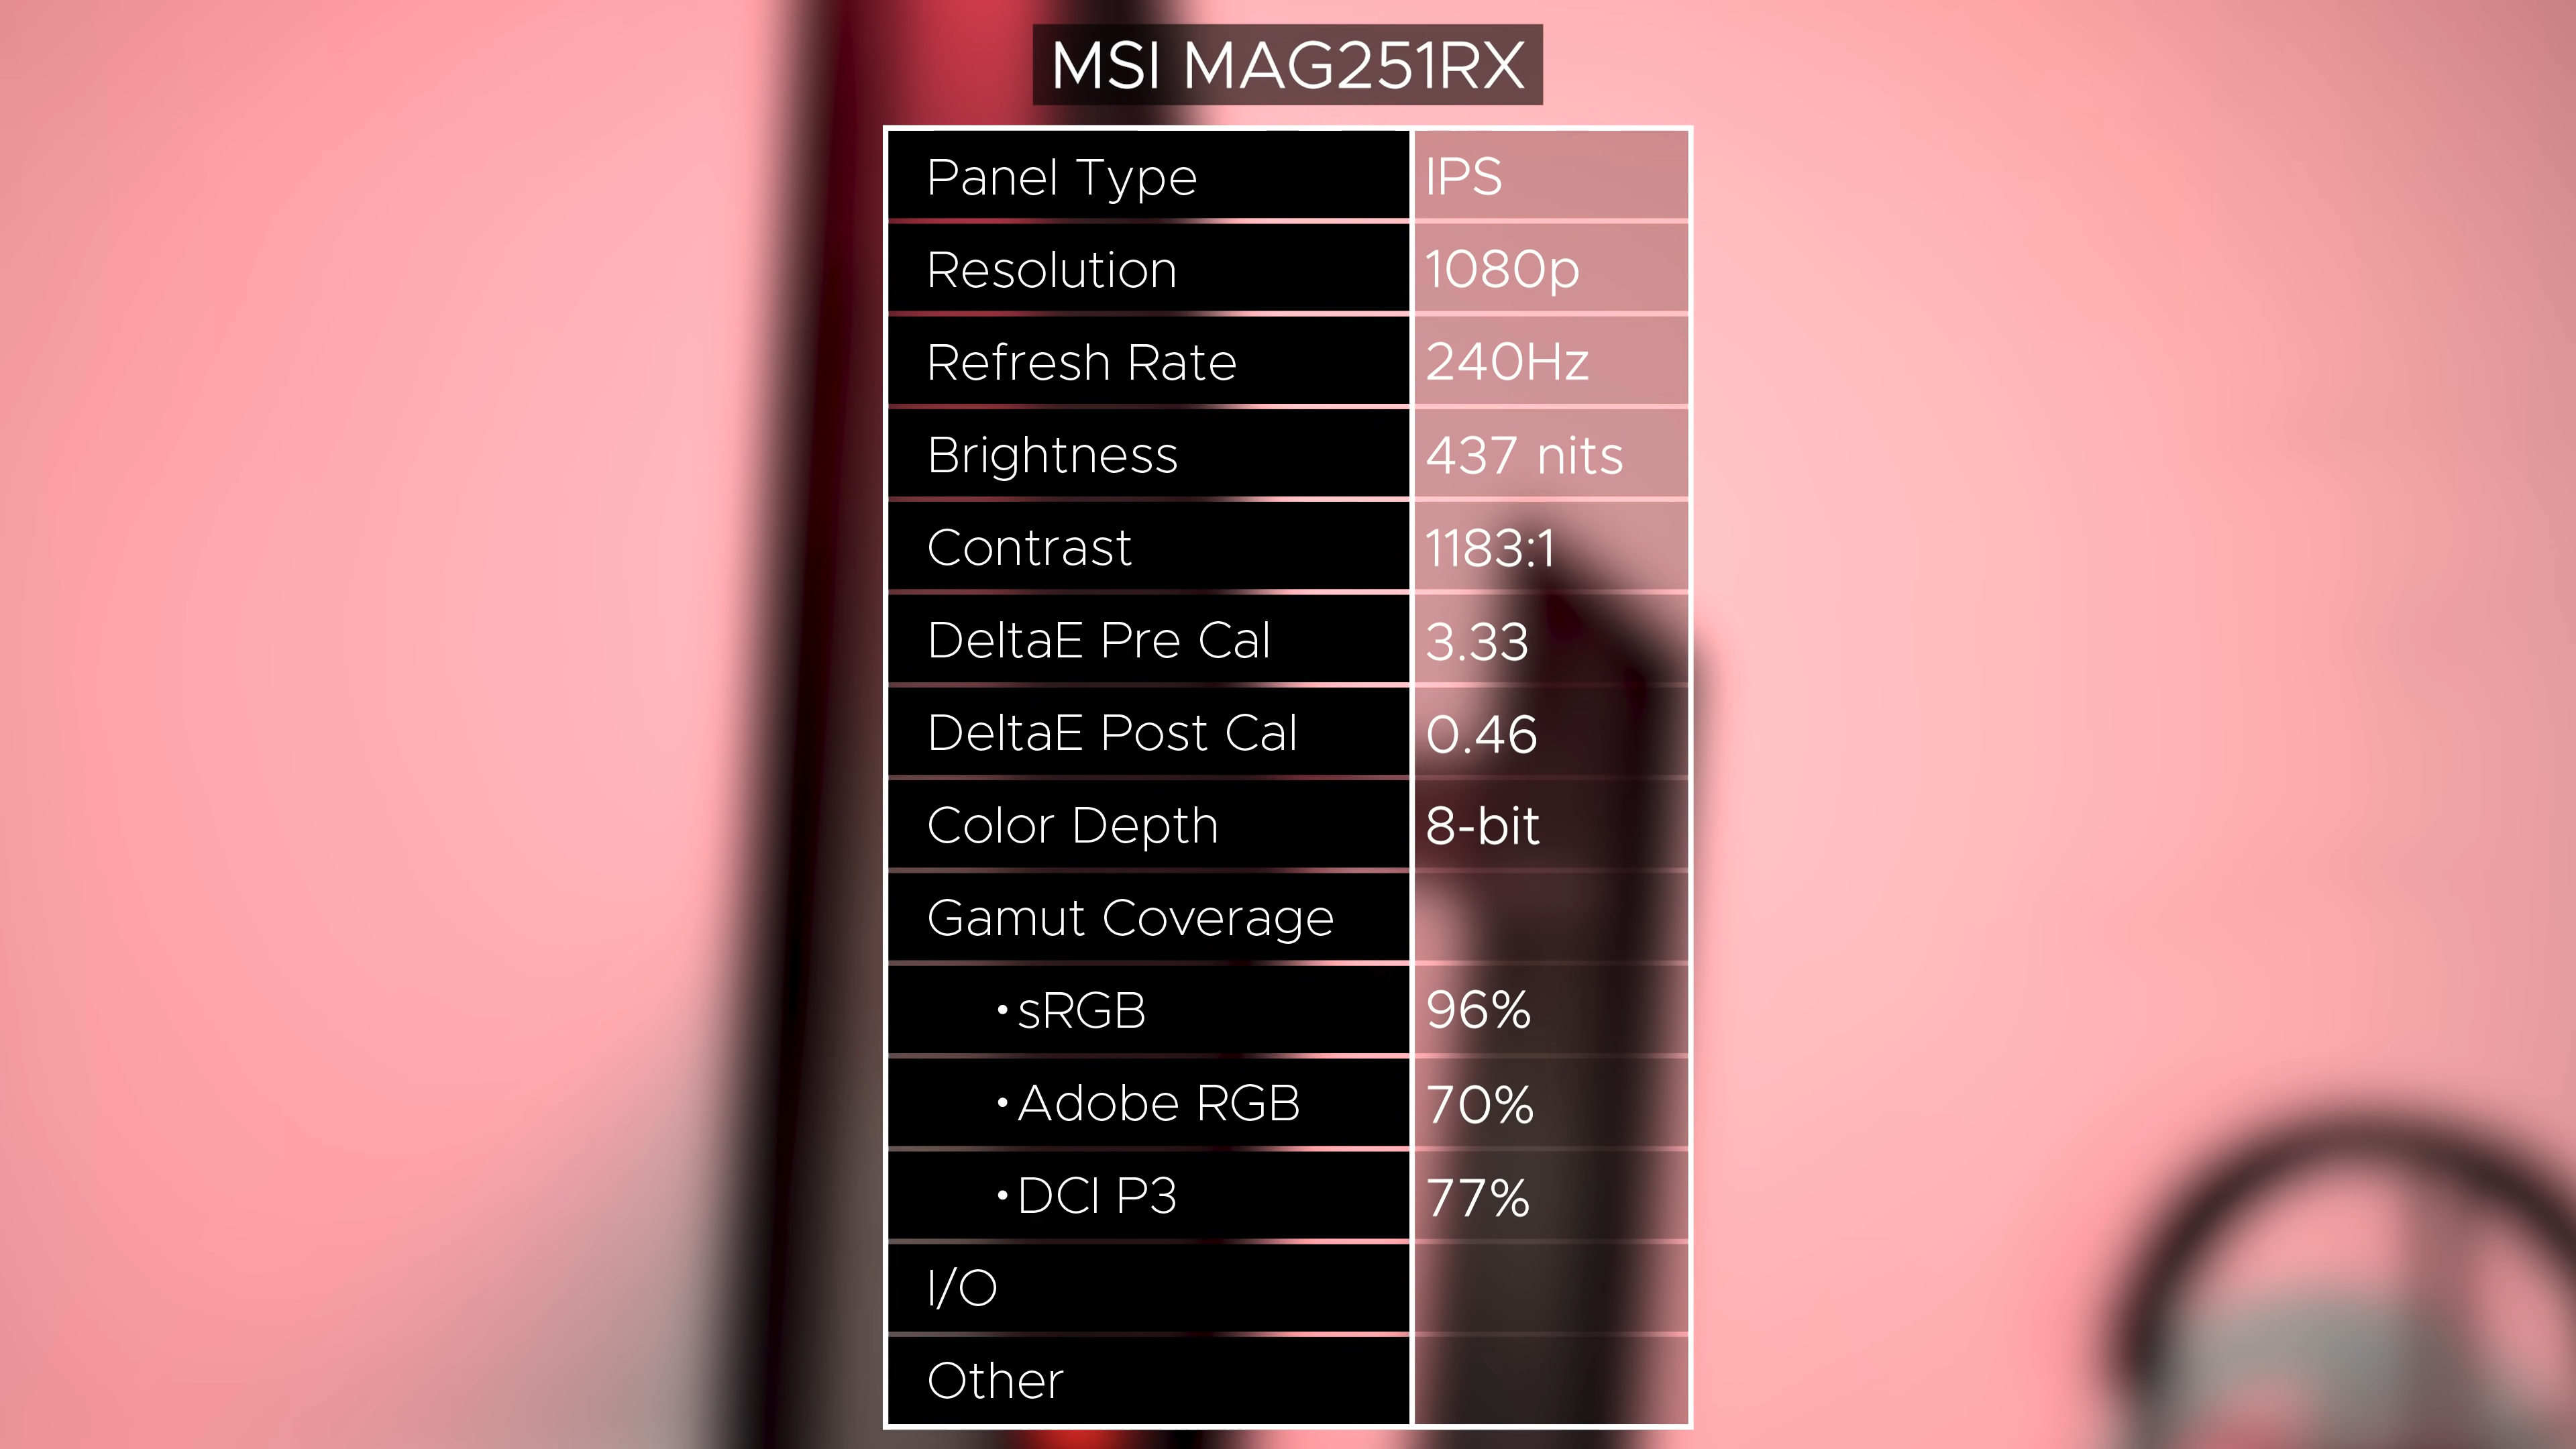 MSI MAG251RX
Panel Type IPS
Resolution 1080p
Refresh Rate 240Hz
Brightness 437 nits
Contrast 1183:1
DeltaE Pre Cal 3.33
DeltaE Post Cal 0.46
Color Depth 8-bit
Gamut Coverage
•sRGB 96%
•Adobe RGB 70%
•DCI P3 77%
I/O
Other